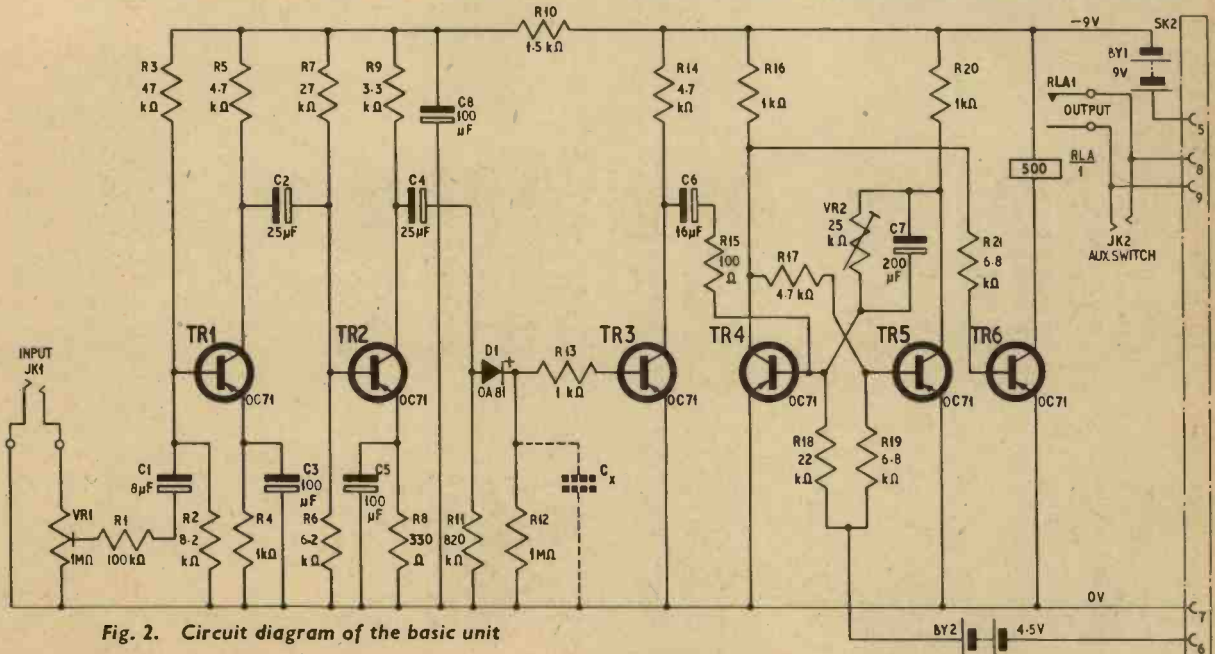 R10
1·5 kΩ
−9V
SK2
R3
47
kΩ
R5
4·7
kΩ
R7
27
kΩ
R9
3·3
kΩ
C8
100
µF
R14
4·7
kΩ
R16
1kΩ
R20
1kΩ
BY1
9V
RLA1
OUTPUT
5
8
9
500
RLA
1
JK2
AUX.SWITCH
C2
25µF
C4
25µF
C6
16µF
R15
100
Ω
R17
4·7kΩ
VR2
25
kΩ
C7
200
µF
R21
6·8
kΩ
TR1
OC71
TR2
OC71
D1
+
OA81
R13
1 kΩ
TR3
OC71
TR4
OC71
TR5
OC71
TR6
OC71
INPUT
JK1
C1
8µF
VR1
1MΩ
R1
100kΩ
R2
8·2
kΩ
R4
1kΩ
C3
100
µF
R6
6·2
kΩ
C5
100
µF
R8
330
Ω
R11
820
kΩ
R12
1MΩ
Cx
R18
22
kΩ
R19
6·8
kΩ
0V
7
BY2
4·5V
6
Fig. 2. Circuit diagram of the basic unit